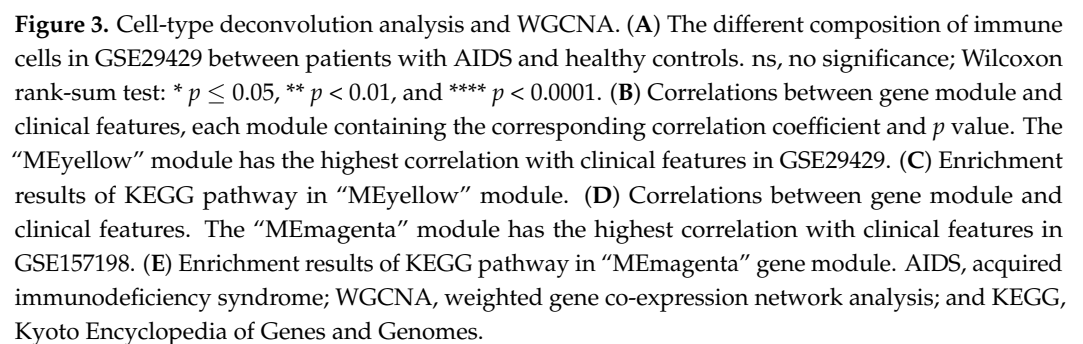 Figure 3. Cell-type deconvolution analysis and WGCNA. (A) The different composition of immune
cells in GSE29429 between patients with AIDS and healthy controls. ns, no significance; Wilcoxon
rank-sum test: * p ≤ 0.05, ** p < 0.01, and **** p < 0.0001. (B) Correlations between gene module and
clinical features, each module containing the corresponding correlation coefficient and p value. The
“MEyellow” module has the highest correlation with clinical features in GSE29429. (C) Enrichment
results of KEGG pathway in “MEyellow” module. (D) Correlations between gene module and
clinical features. The “MEmagenta” module has the highest correlation with clinical features in
GSE157198. (E) Enrichment results of KEGG pathway in “MEmagenta” gene module. AIDS, acquired
immunodeficiency syndrome; WGCNA, weighted gene co-expression network analysis; and KEGG,
Kyoto Encyclopedia of Genes and Genomes.